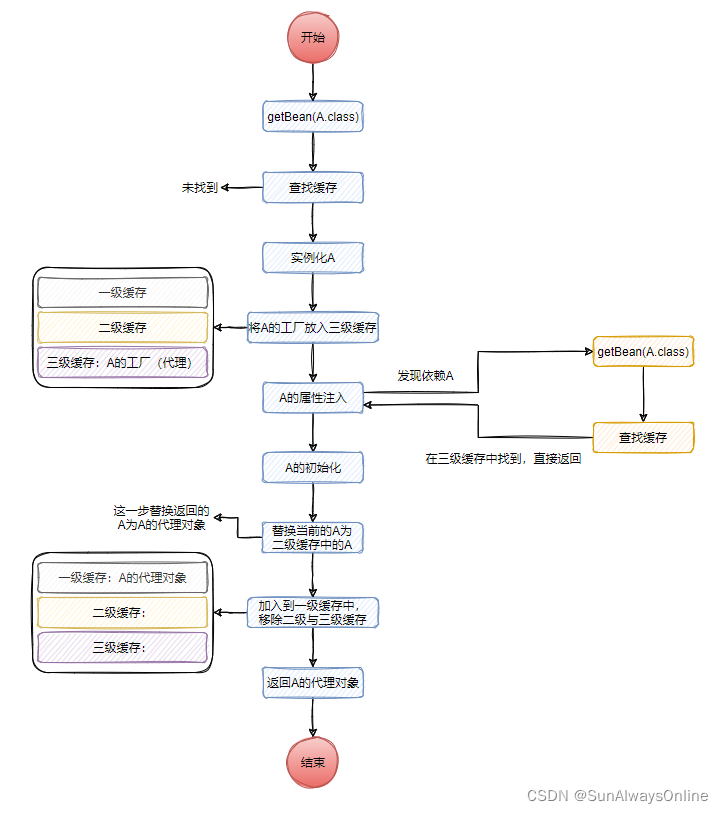 开始
getBean(A.class)
未找到
查找缓存
实例化A
一级缓存
二级缓存
三级缓存：A的工厂（代理）
将A的工厂放入三级缓存
发现依赖A
getBean(A.class)
A的属性注入
查找缓存
在三级缓存中找到，直接返回
A的初始化
这一步替换返回的
A为A的代理对象
替换当前的A为
二级缓存中的A
一级缓存：A的代理对象
二级缓存：
三级缓存：
加入到一级缓存中，
移除二级与三级缓存
返回A的代理对象
结束
CSDN @SunAlwaysOnline